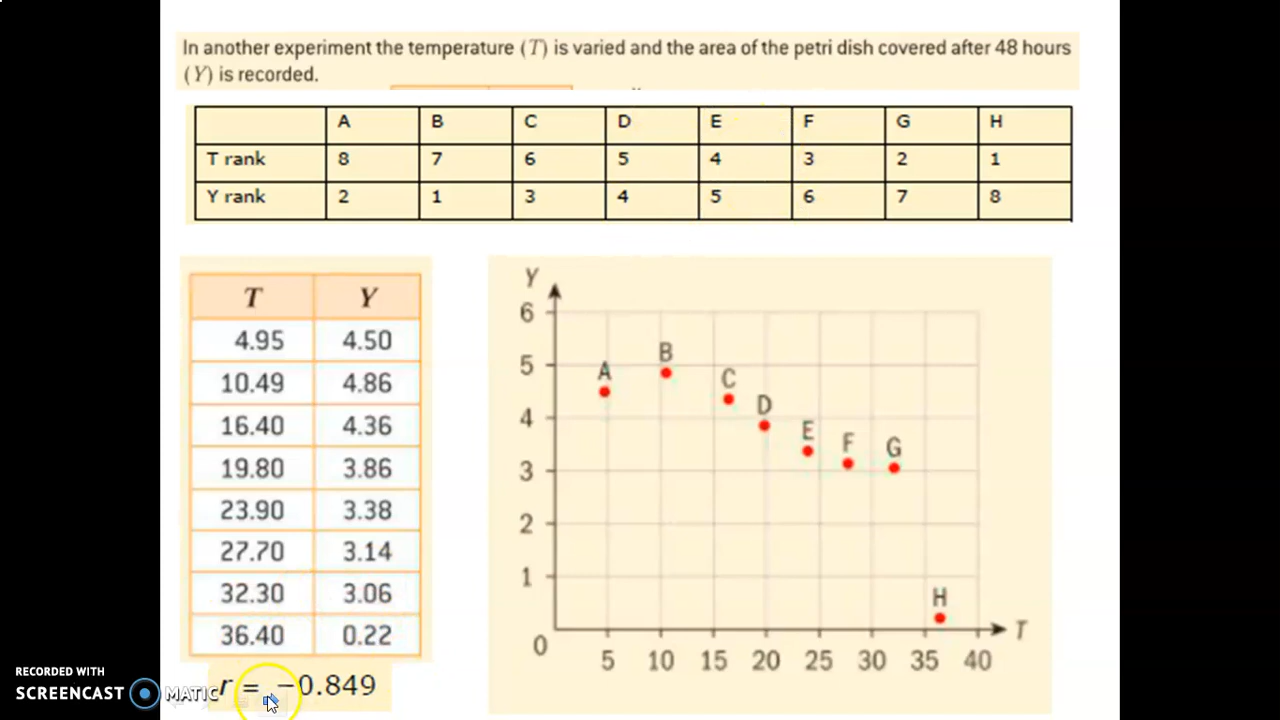 In another experiment the temperature (T) is varied and the area of the petri dish covered after 48 hours
(Y) is recorded.
A B C D E F G H
T rank 8 7 6 5 4 3 2 1
Y rank 2 1 3 4 5 6 7 8
T Y
4.95 4.50
10.49 4.86
16.40 4.36
19.80 3.86
23.90 3.38
27.70 3.14
32.30 3.06
36.40 0.22
r = −0.849
Y
6
5
4
3
2
1
0
A
B
C
D
E
F
G
H
T
5 10 15 20 25 30 35 40
RECORDED WITH
SCREENCAST MATIC